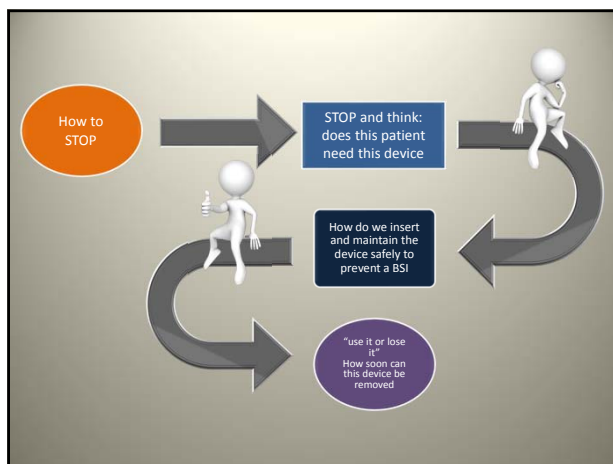 How to
STOP
STOP and think:
does this patient
need this device
How do we insert
and maintain the
device safely to
prevent a BSI
“use it or lose
it”
How soon can
this device be
removed